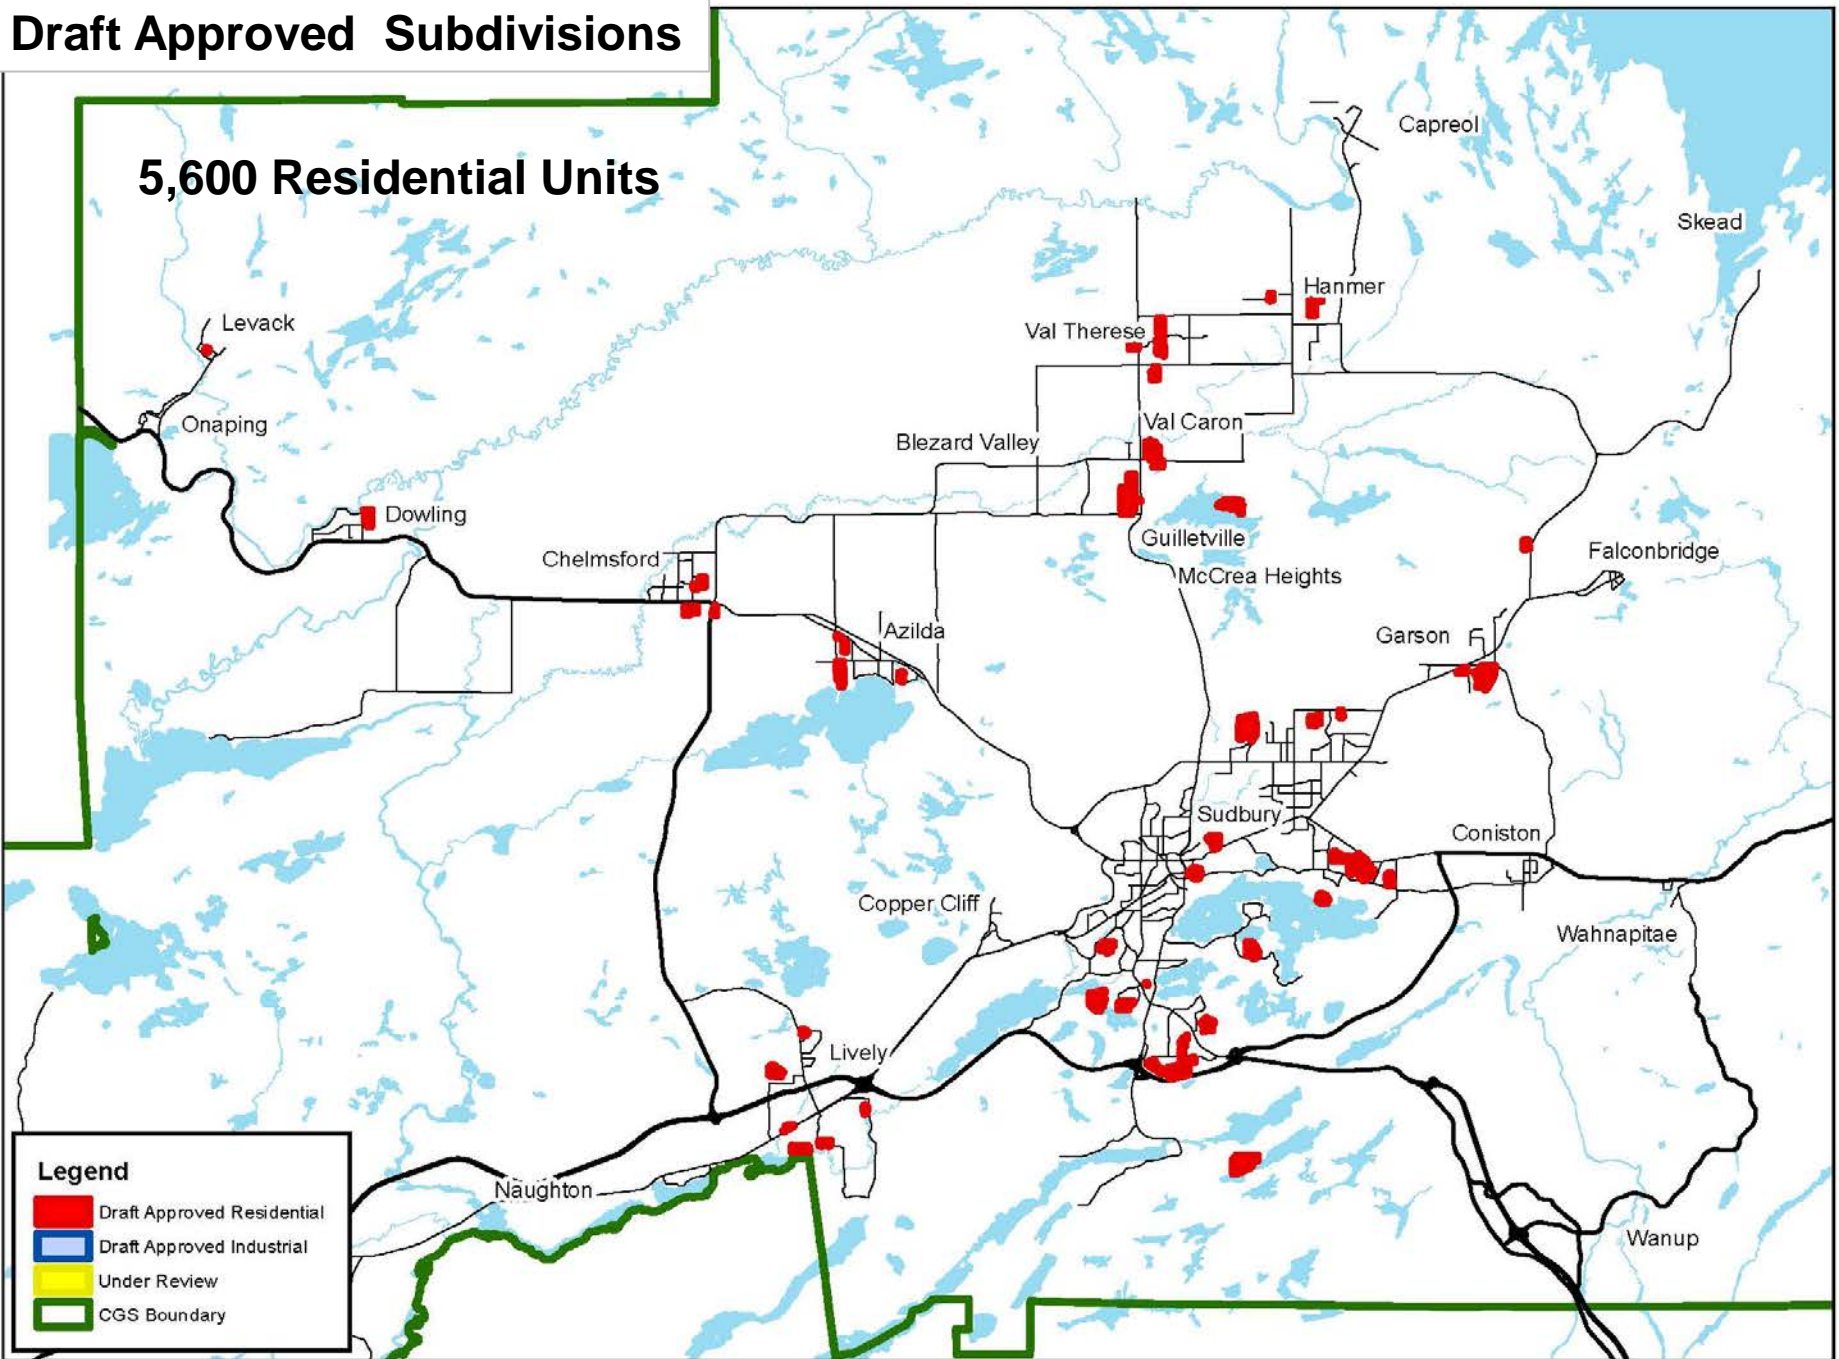 Draft Approved Subdivisions
5,600 Residential Units
Capreol
Skead
Hanmer
Levack
Val Therese
Onaping
Val Caron
Blezard Valley
Dowling
Guilletville
Chelmsford
Falconbridge
McCrea Heights
Azilda
Garson
Sudbury
Coniston
Copper Cliff
Wahnapitae
Lively
Naughton
Wanup
Legend
Draft Approved Residential
Draft Approved Industrial
Under Review
CGS Boundary